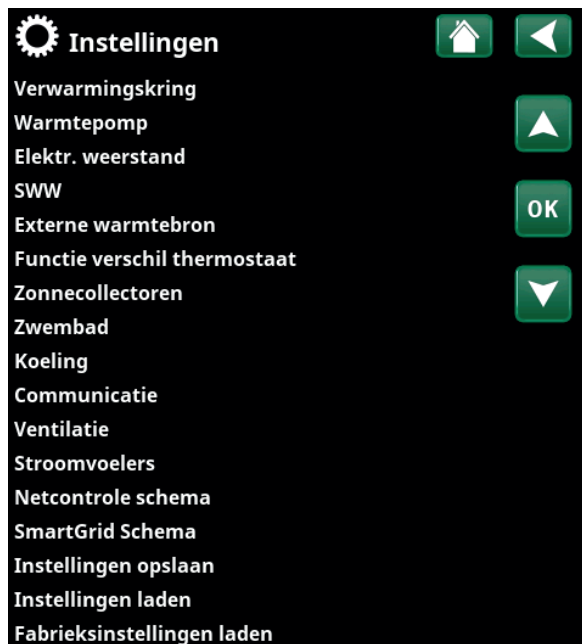 Instellingen
Verwarmingskring
Warmtepomp
Elektr. weerstand
SWW
OK
Externe warmtebron
Functie verschil thermostaat
Zonnecollectoren
Zwembad
Koeling
Communicatie
Ventilatie
Stroomvoelers
Netcontrole schema
SmartGrid Schema
Instellingen opslaan
Instellingen laden
Fabrieksinstellingen laden